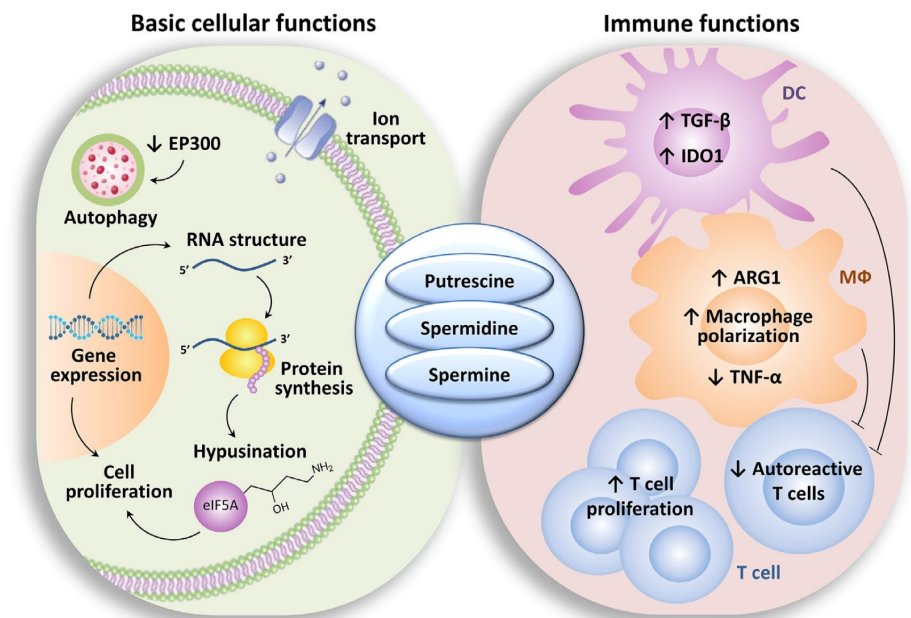 Basic cellular functions
Immune functions
Ion
transport
↓ EP300
Autophagy
RNA structure
5′
3′
Gene
expression
5′
3′
Protein
synthesis
Hypusination
Cell
proliferation
eIF5A
NH₂
OH
Putrescine
Spermidine
Spermine
DC
↑ TGF-β
↑ IDO1
MΦ
↑ ARG1
↑ Macrophage
polarization
↓ TNF-α
↑ T cell
proliferation
↓ Autoreactive
T cells
T cell